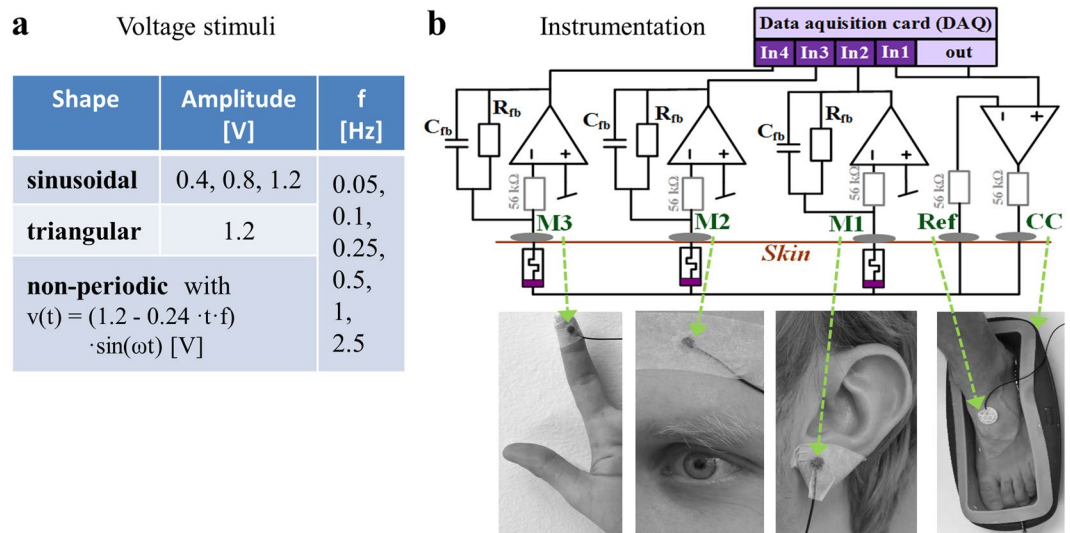 a Voltage stimuli
Shape Amplitude [V] f [Hz]
sinusoidal 0.4, 0.8, 1.2
triangular 1.2
non-periodic with
v(t) = (1.2 - 0.24 ·t·f)
·sin(ωt) [V]
0.05,
0.1,
0.25,
0.5,
1,
2.5
b Instrumentation
Data aquisition card (DAQ)
In4 In3 In2 In1 out
Cfb Rfb Cfb Rfb Cfb Rfb
- + - + - + - +
56 kΩ 56 kΩ 56 kΩ 56 kΩ 56 kΩ
M3 M2 M1 Ref CC
Skin